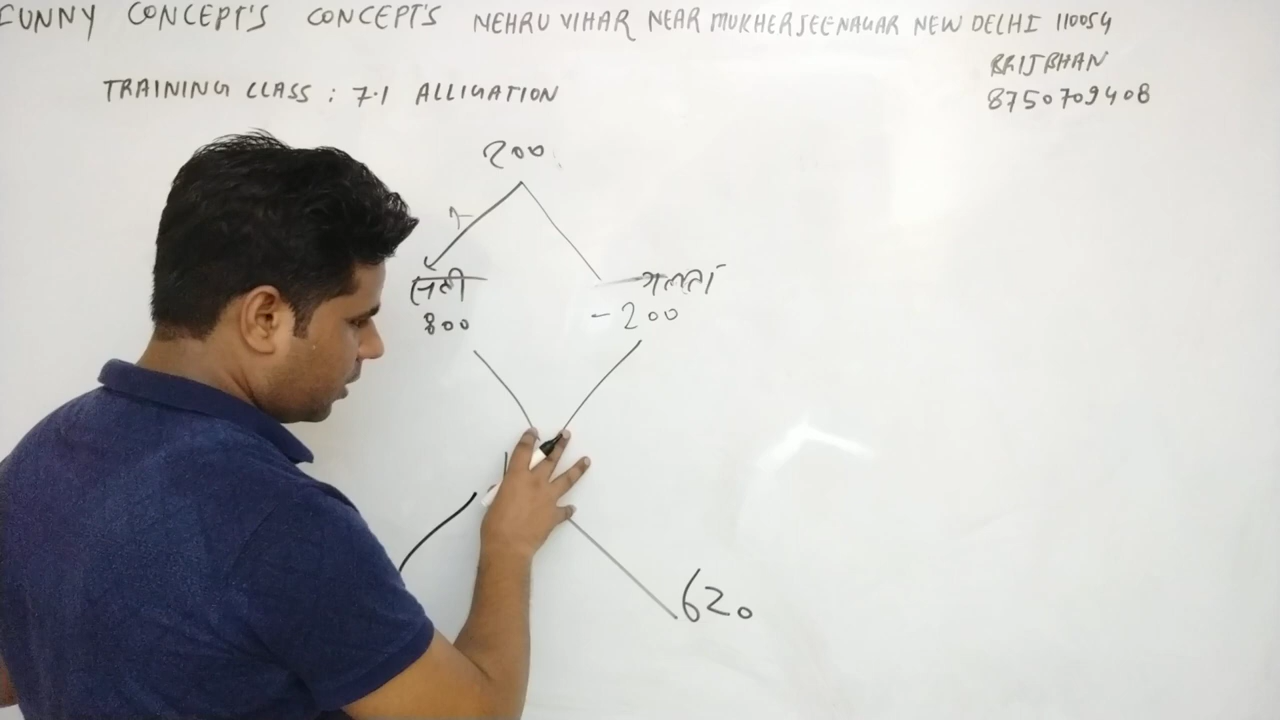 FUNNY CONCEPT'S CONCEPT'S NEHRU VIHAR NEAR MUKHERJEENAGAR NEW DELHI 110054
BRIJBHAN
TRAINING CLASS : 7.1 ALLIGATION
8750709408
200
सही गलत
800 -200
620